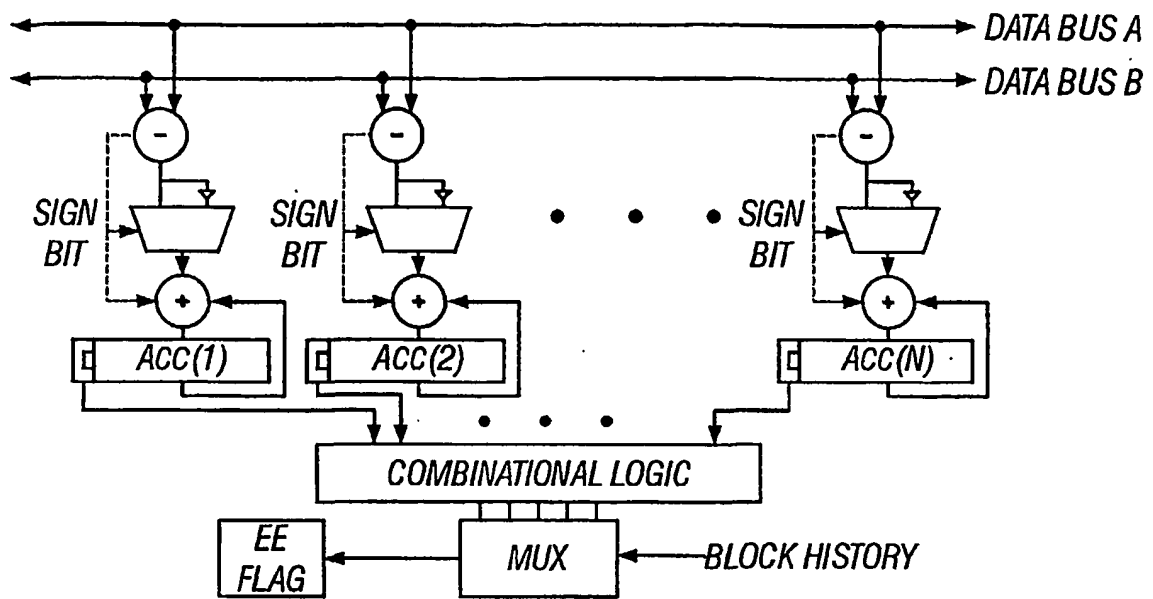 DATA BUS A
DATA BUS B
- - -
SIGN BIT SIGN BIT SIGN BIT
+ + +
ACC(1) ACC(2) ACC(N)
COMBINATIONAL LOGIC
EE FLAG
MUX
BLOCK HISTORY